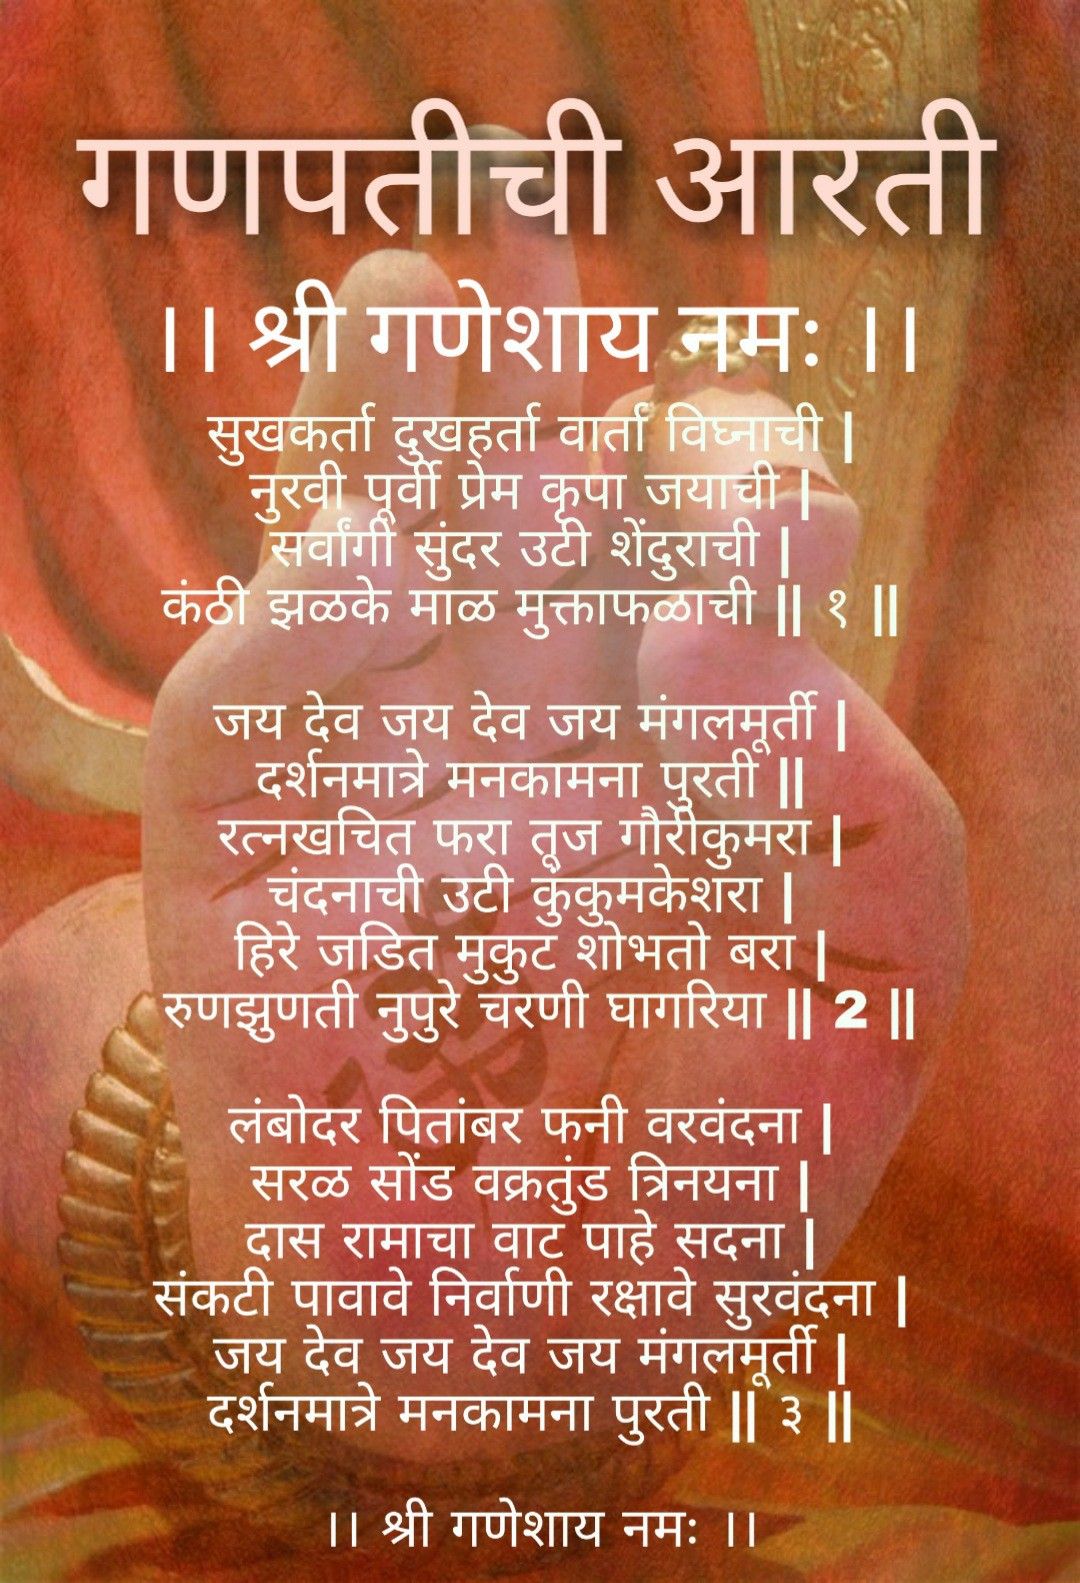 गणपतीची आरती
।। श्री गणेशाय नमः ।।
सुखकर्ता दुखहर्ता वार्ता विघ्नाची |
नुरवी पूर्वी प्रेम कृपा जयाची |
सर्वांगी सुंदर उटी शेंदुराची |
कंठी झळके माळ मुक्ताफळाची || १ ||
जय देव जय देव जय मंगलमूर्ती |
दर्शनमात्रे मनकामना पुरती ||
रत्नखचित फरा तूज गौरीकुमरा |
चंदनाची उटी कुंकुमकेशरा |
हिरे जडित मुकुट शोभतो बरा |
रुणझुणती नुपुरे चरणी घागरिया || 2 ||
लंबोदर पितांबर फनी वरवंदना |
सरळ सोंड वक्रतुंड त्रिनयना |
दास रामाचा वाट पाहे सदना |
संकटी पावावे निर्वाणी रक्षावे सुरवंदना |
जय देव जय देव जय मंगलमूर्ती |
दर्शनमात्रे मनकामना पुरती || ३ ||
।। श्री गणेशाय नमः ।।